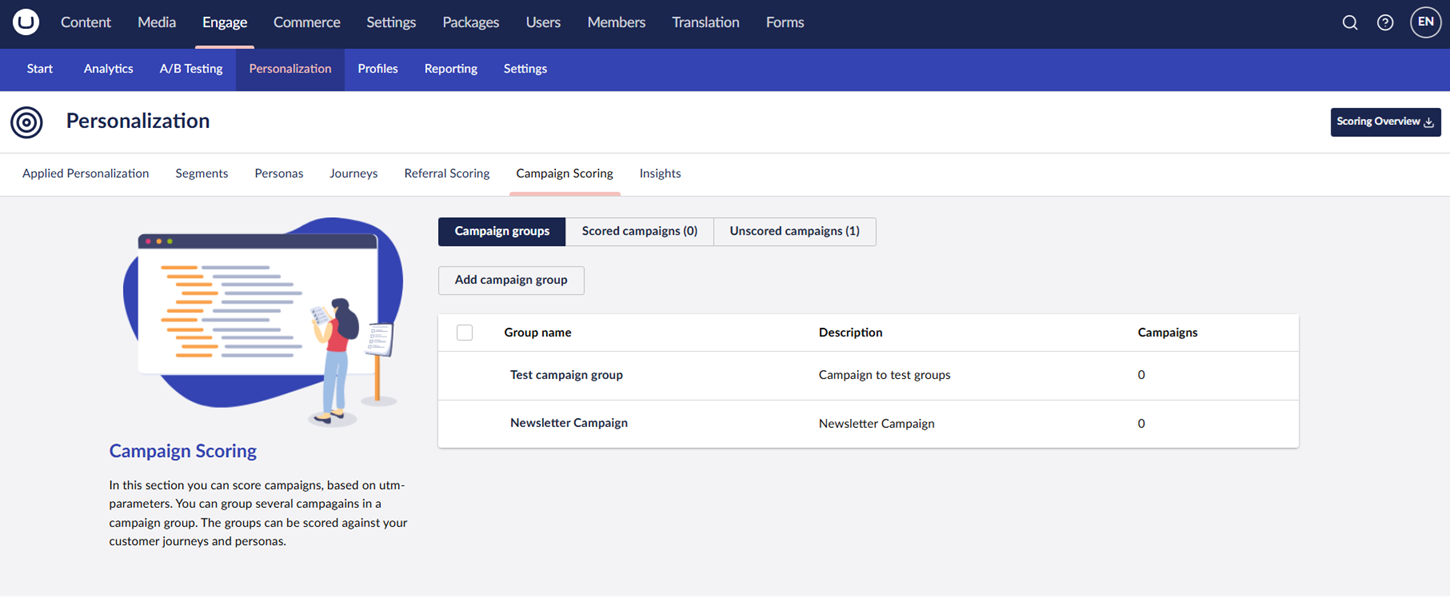 Content Media Engage Commerce Settings Packages Users Members Translation Forms EN
Start Analytics A/B Testing Personalization Profiles Reporting Settings
Personalization
Scoring Overview
Applied Personalization Segments Personas Journeys Referral Scoring Campaign Scoring Insights
Campaign groups Scored campaigns (0) Unscored campaigns (1)
Add campaign group
Group name Description Campaigns
Test campaign group Campaign to test groups 0
Newsletter Campaign Newsletter Campaign 0
Campaign Scoring
In this section you can score campaigns, based on utm-
parameters. You can group several campagains in a
campaign group. The groups can be scored against your
customer journeys and personas.